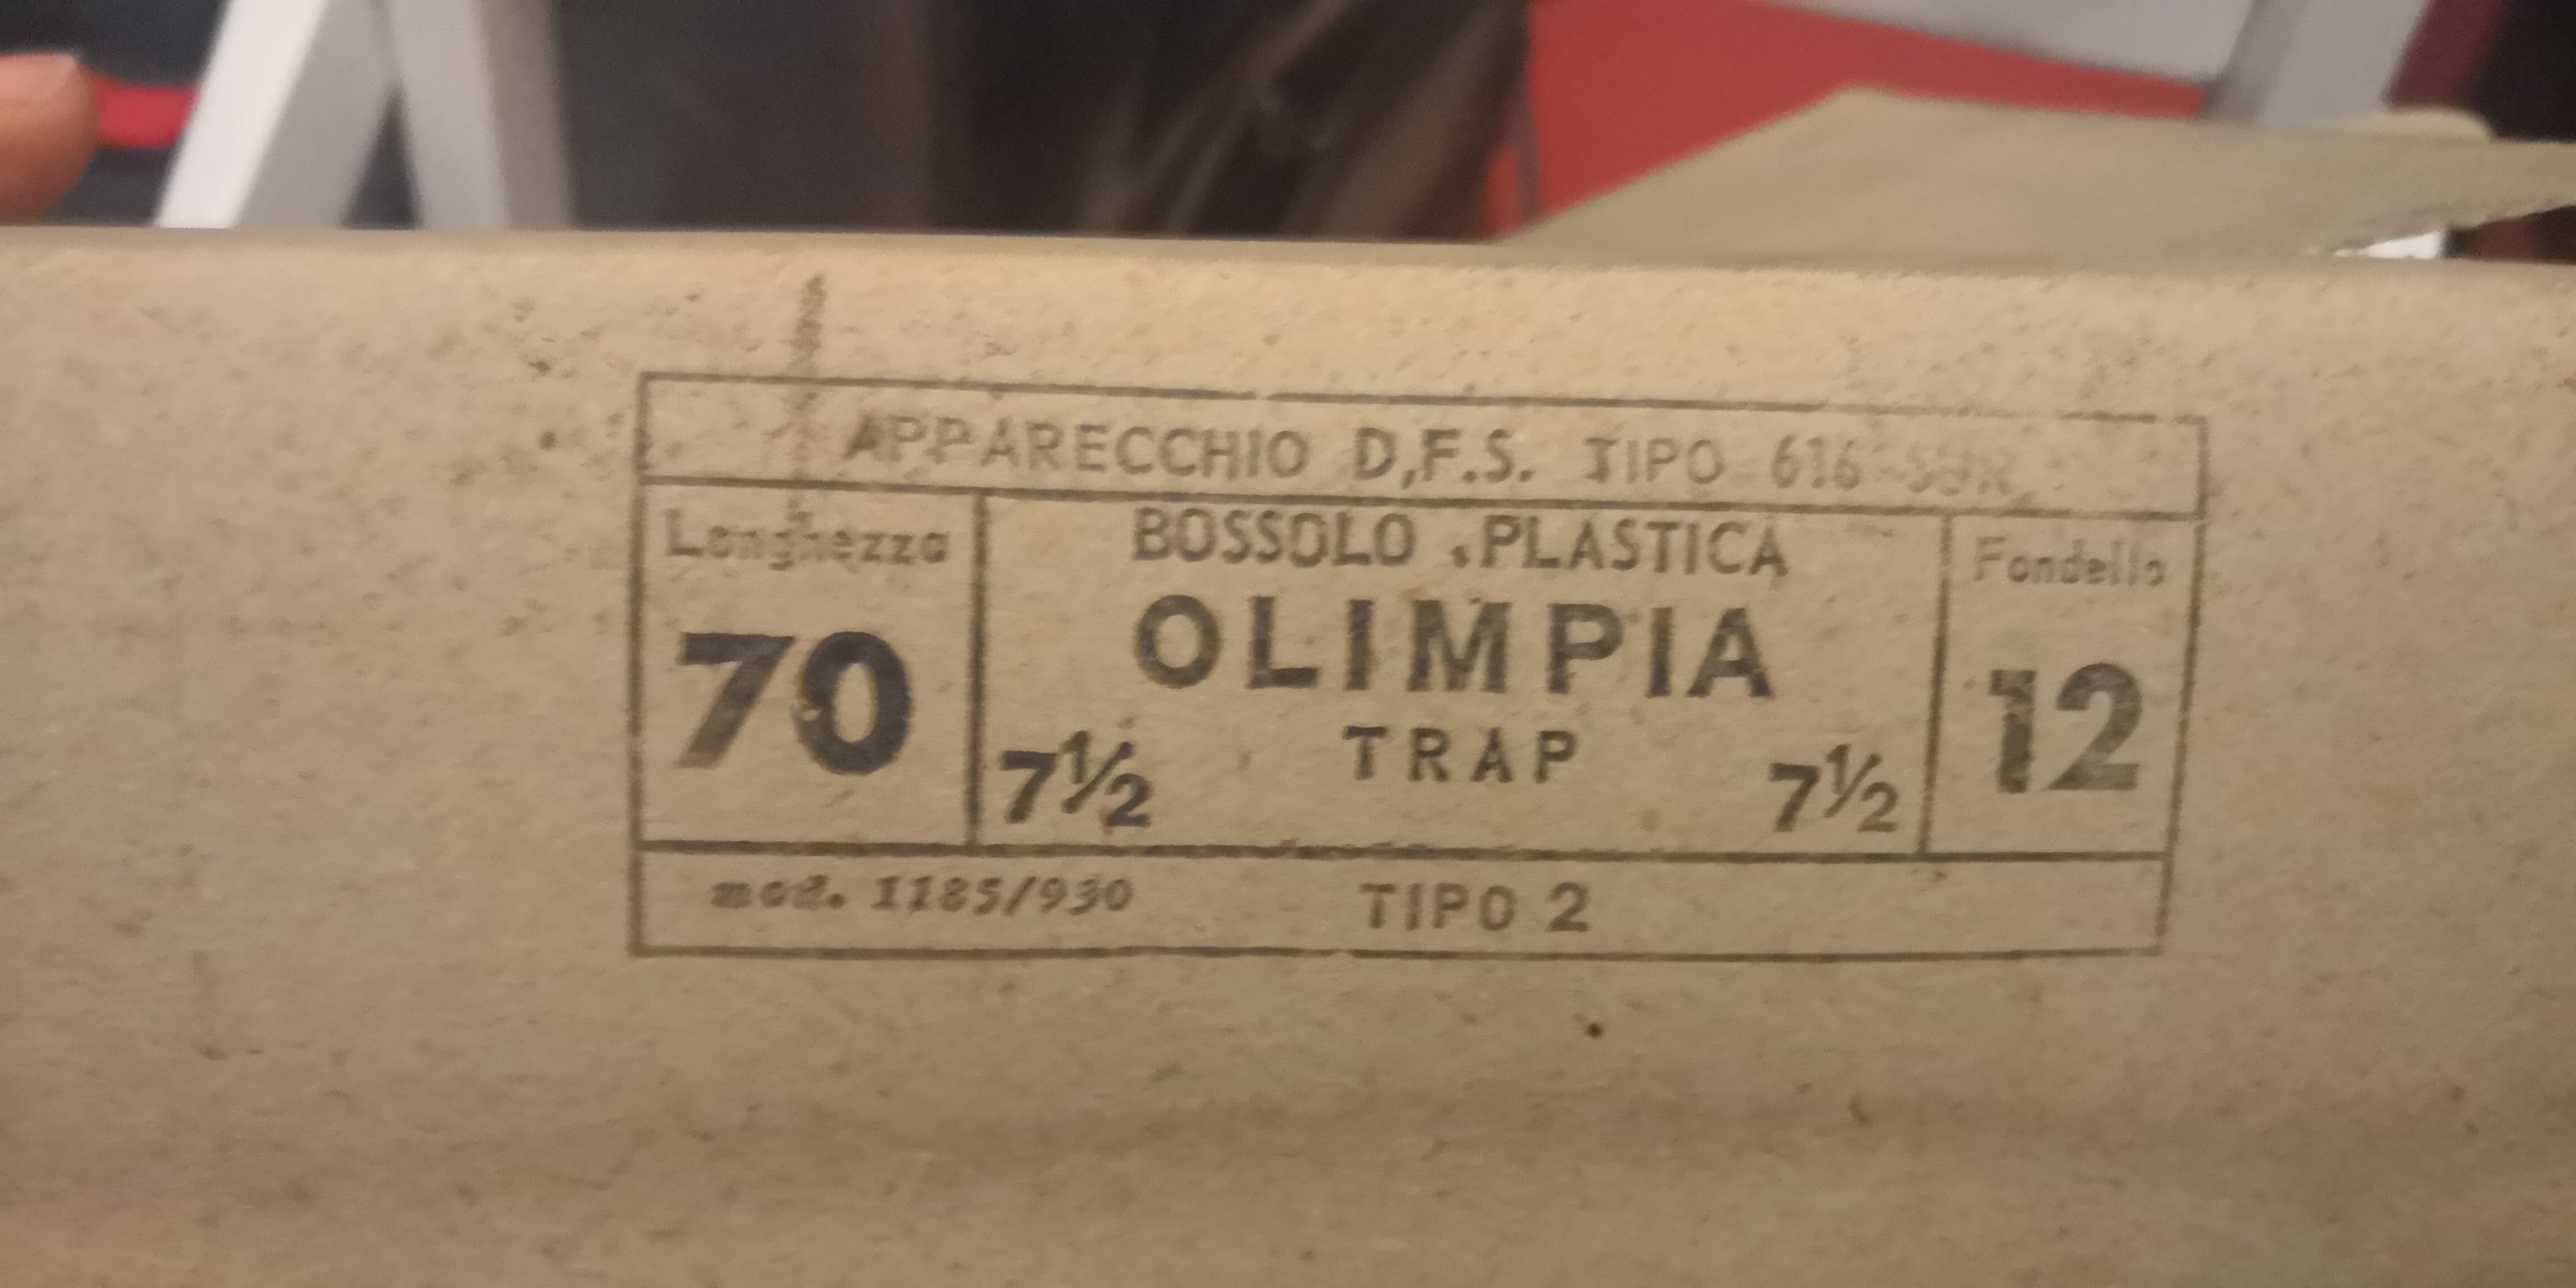 APPARECCHIO D,F.S. TIPO 616
Longhezza
70
BOSSOLO PLASTICA
OLIMPIA
TRAP
7½ 7½
Fondello
12
mod. 1185/930 TIPO 2